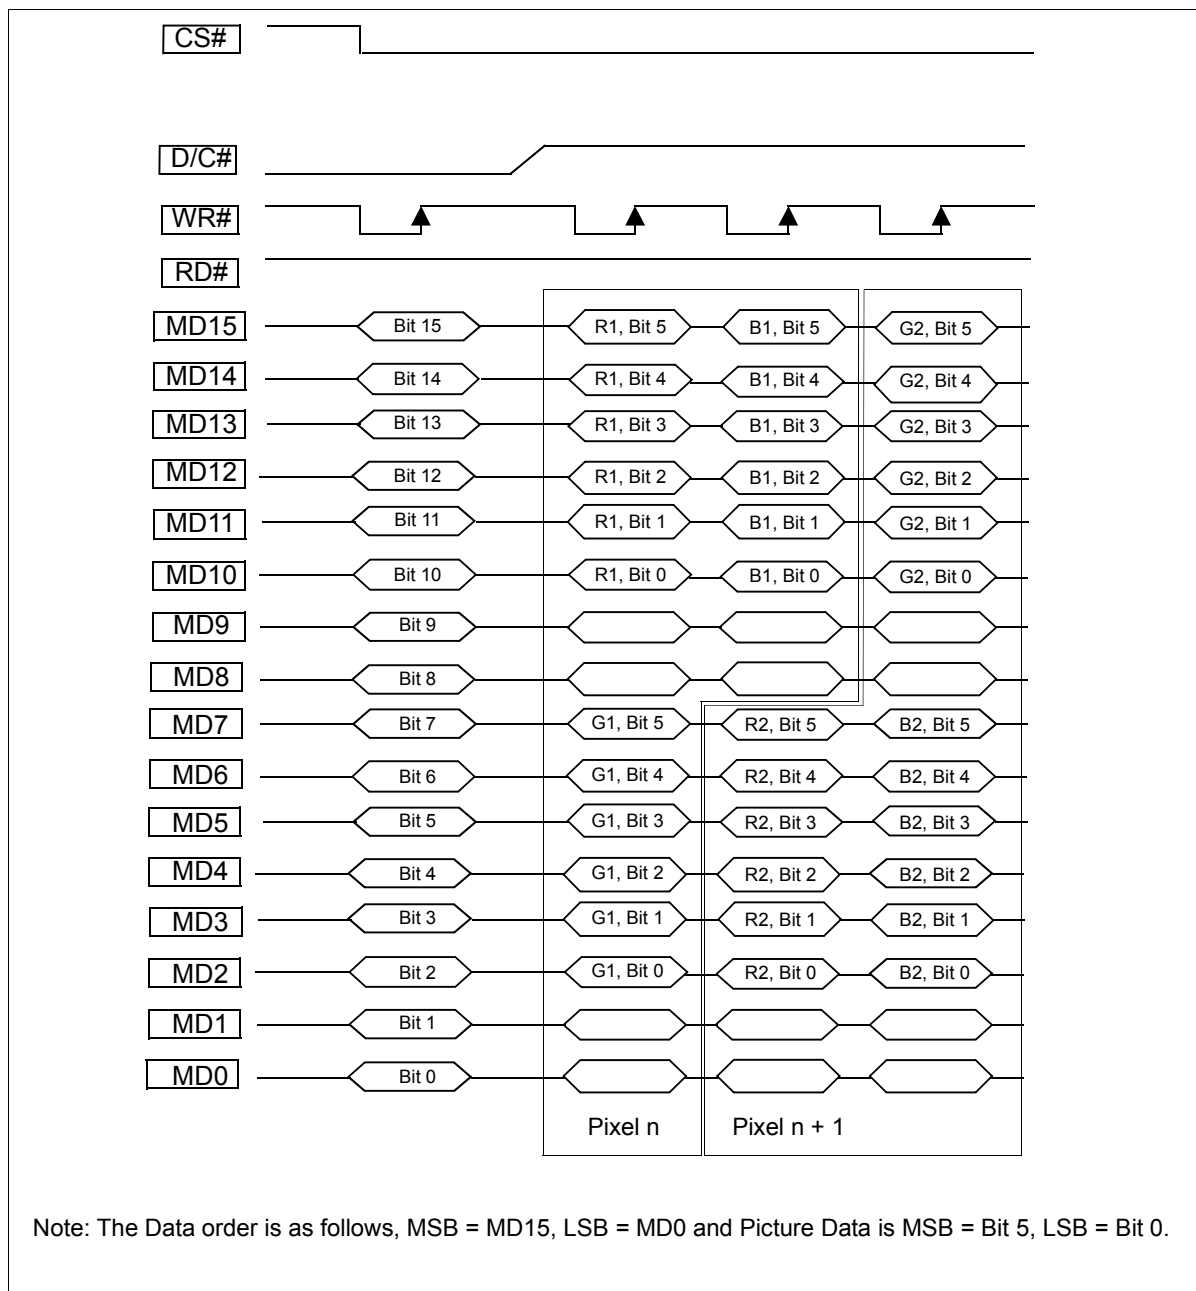 CS#
D/C#
WR#
RD#
MD15 Bit 15 R1, Bit 5 B1, Bit 5 G2, Bit 5
MD14 Bit 14 R1, Bit 4 B1, Bit 4 G2, Bit 4
MD13 Bit 13 R1, Bit 3 B1, Bit 3 G2, Bit 3
MD12 Bit 12 R1, Bit 2 B1, Bit 2 G2, Bit 2
MD11 Bit 11 R1, Bit 1 B1, Bit 1 G2, Bit 1
MD10 Bit 10 R1, Bit 0 B1, Bit 0 G2, Bit 0
MD9 Bit 9
MD8 Bit 8
MD7 Bit 7 G1, Bit 5 R2, Bit 5 B2, Bit 5
MD6 Bit 6 G1, Bit 4 R2, Bit 4 B2, Bit 4
MD5 Bit 5 G1, Bit 3 R2, Bit 3 B2, Bit 3
MD4 Bit 4 G1, Bit 2 R2, Bit 2 B2, Bit 2
MD3 Bit 3 G1, Bit 1 R2, Bit 1 B2, Bit 1
MD2 Bit 2 G1, Bit 0 R2, Bit 0 B2, Bit 0
MD1 Bit 1
MD0 Bit 0
Pixel n Pixel n + 1
Note: The Data order is as follows, MSB = MD15, LSB = MD0 and Picture Data is MSB = Bit 5, LSB = Bit 0.